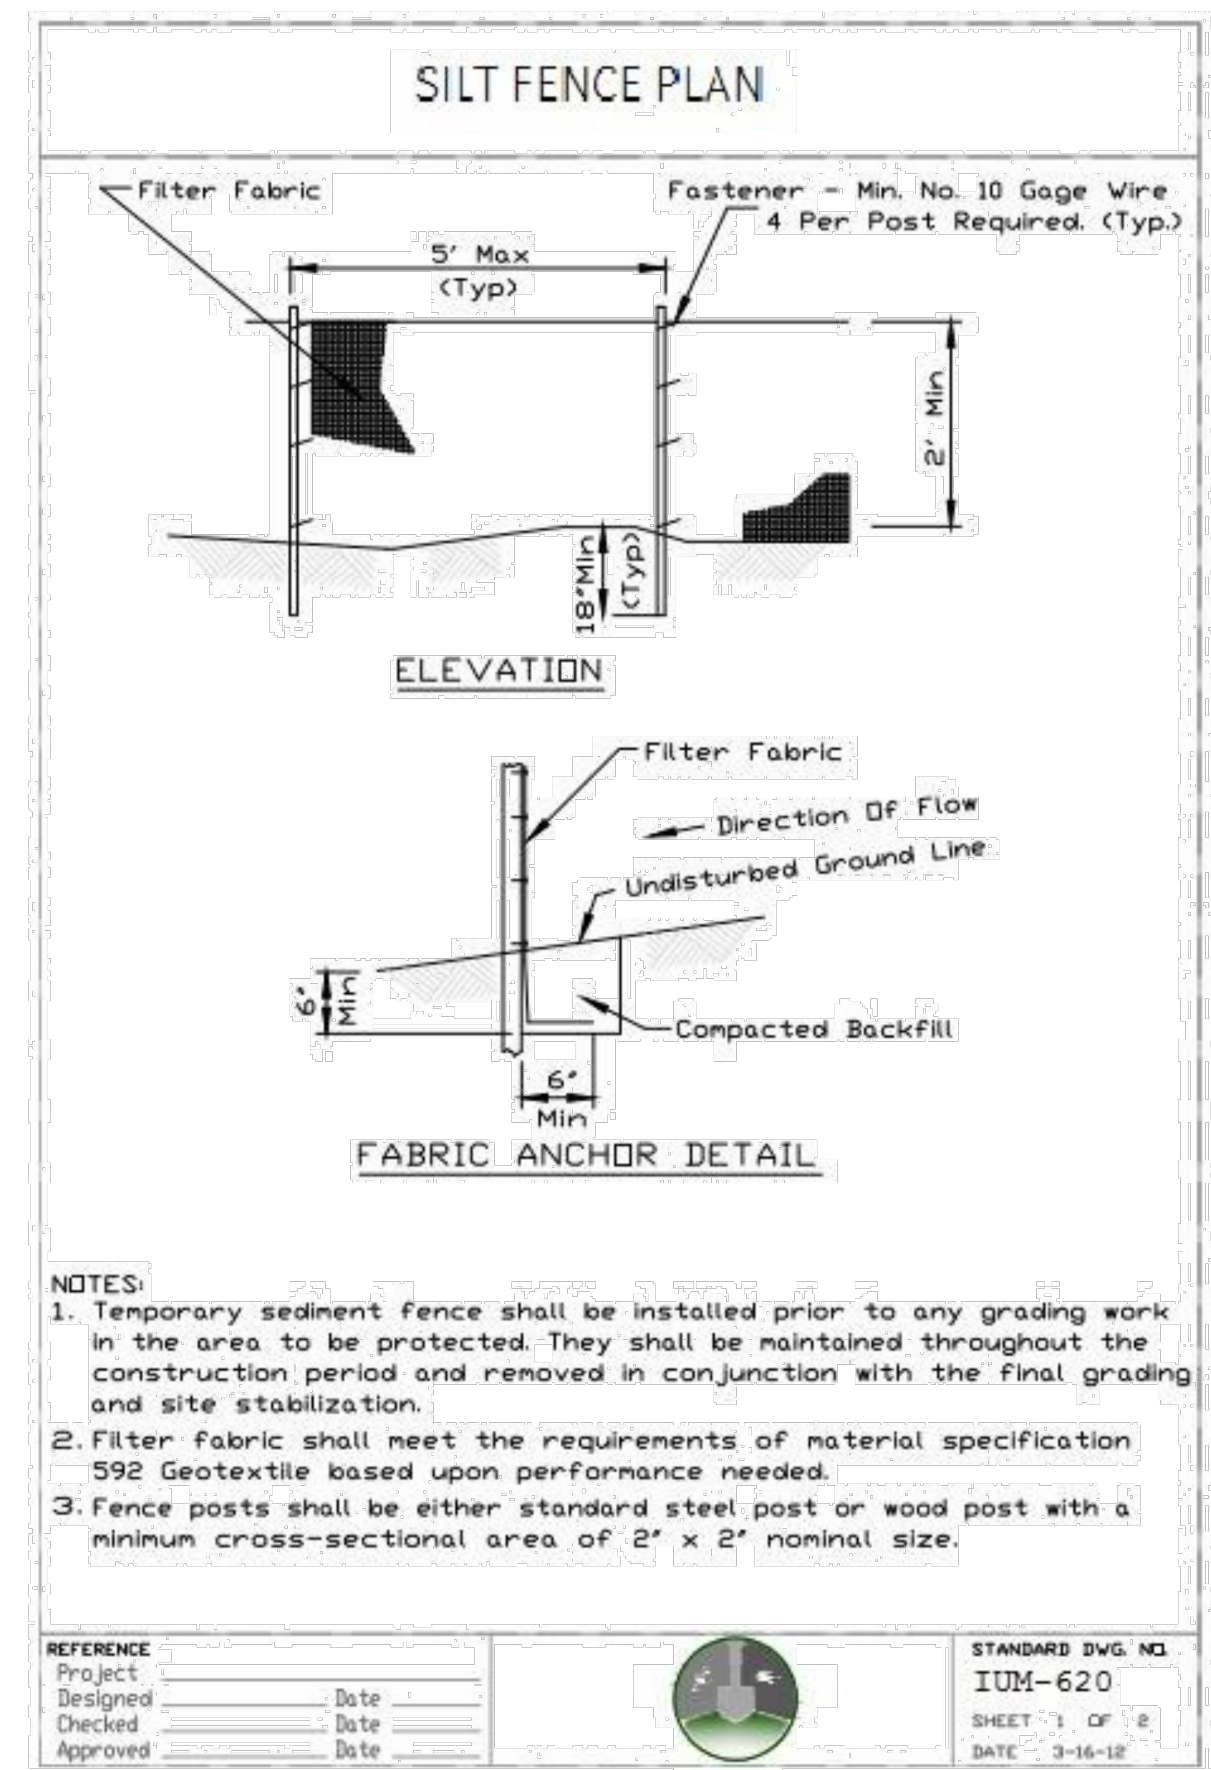 SILT FENCE PLAN
Filter Fabric
Fastener - Min. No. 10 Gage Wire
4 Per Post Required. (Typ.)
5' Max
(Typ)
2' Min
18"Min
(Typ)
ELEVATION
Filter Fabric
Direction Of Flow
Undisturbed Ground Line
6"
Min
Compacted Backfill
6"
Min
FABRIC ANCHOR DETAIL
NOTES:
1. Temporary sediment fence shall be installed prior to any grading work
in the area to be protected. They shall be maintained throughout the
construction period and removed in conjunction with the final grading
and site stabilization.
2. Filter fabric shall meet the requirements of material specification
592 Geotextile based upon performance needed.
3. Fence posts shall be either standard steel post or wood post with a
minimum cross-sectional area of 2" x 2" nominal size.
REFERENCE
Project
Designed Date
Checked Date
Approved Date
STANDARD DWG. NO.
IUM-620
SHEET 1 OF 2
DATE 3-16-12